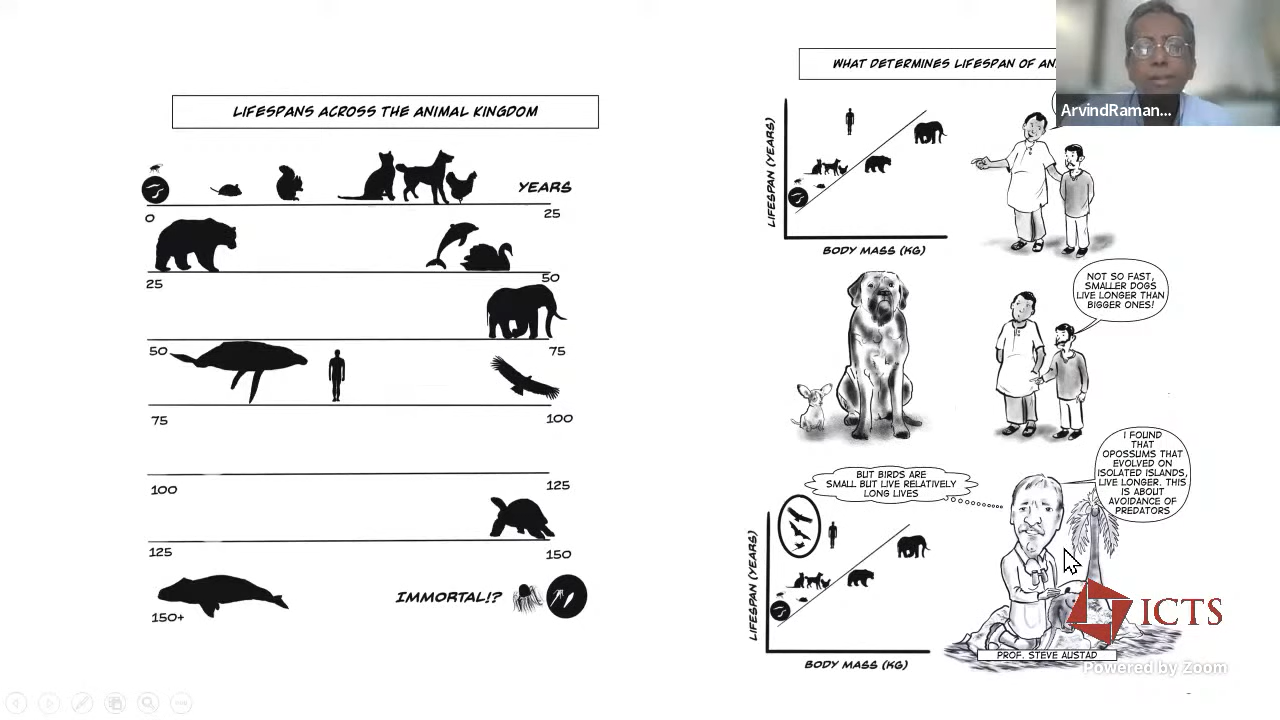 LIFESPANS ACROSS THE ANIMAL KINGDOM
YEARS
0
25
25
50
50
75
75
100
100
125
125
150
150+
IMMORTAL!?
WHAT DETERMINES LIFESPAN OF
ArvindRaman...
LIFESPAN (YEARS)
BODY MASS (KG)
NOT SO FAST,
SMALLER DOGS
LIVE LONGER THAN
BIGGER ONES!
BUT BIRDS ARE
SMALL BUT LIVE RELATIVELY
LONG LIVES
I FOUND
THAT
OPOSSUMS THAT
EVOLVED ON
ISOLATED ISLANDS,
LIVE LONGER. THIS
IS ABOUT
AVOIDANCE OF
PREDATORS
LIFESPAN (YEARS)
BODY MASS (KG)
PROF. STEVE AUSTAD
ICTS
Powered by Zoom